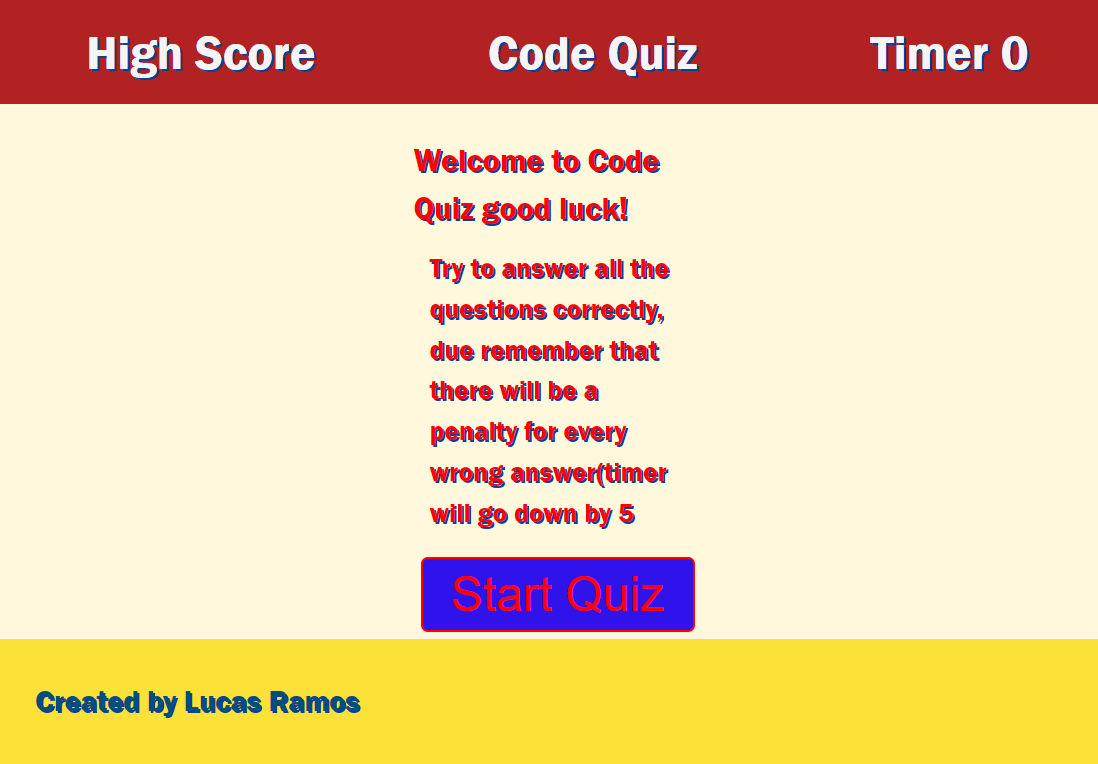 High Score
Code Quiz
Timer 0
Welcome to Code
Quiz good luck!
Try to answer all the
questions correctly,
due remember that
there will be a
penalty for every
wrong answer(timer
will go down by 5
Start Quiz
Created by Lucas Ramos